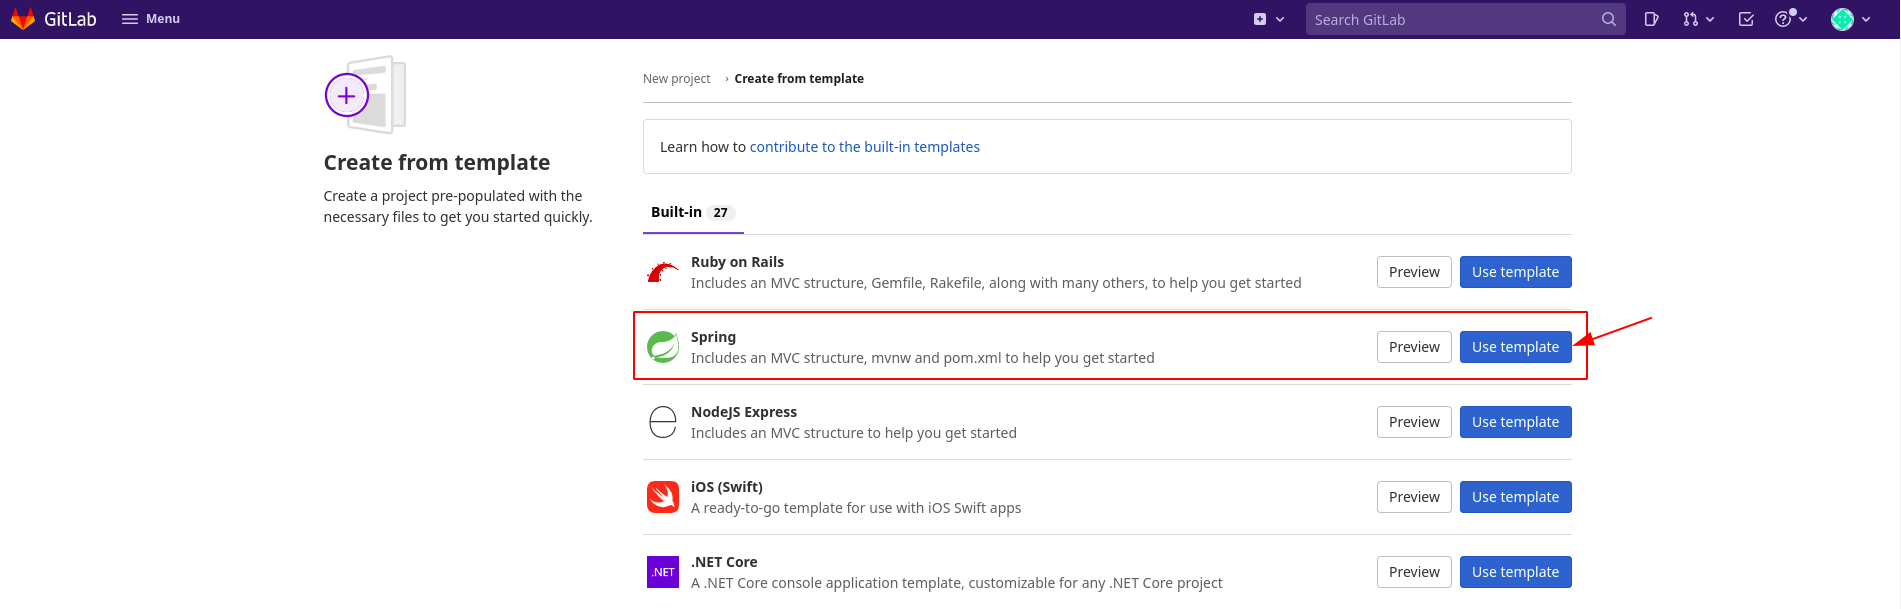 GitLab
Menu
Search GitLab
New project › Create from template
Create from template
Create a project pre-populated with the
necessary files to get you started quickly.
Learn how to contribute to the built-in templates
Built-in 27
Ruby on Rails
Includes an MVC structure, Gemfile, Rakefile, along with many others, to help you get started
Preview
Use template
Spring
Includes an MVC structure, mvnw and pom.xml to help you get started
Preview
Use template
NodeJS Express
Includes an MVC structure to help you get started
Preview
Use template
iOS (Swift)
A ready-to-go template for use with iOS Swift apps
Preview
Use template
.NET
.NET Core
A .NET Core console application template, customizable for any .NET Core project
Preview
Use template